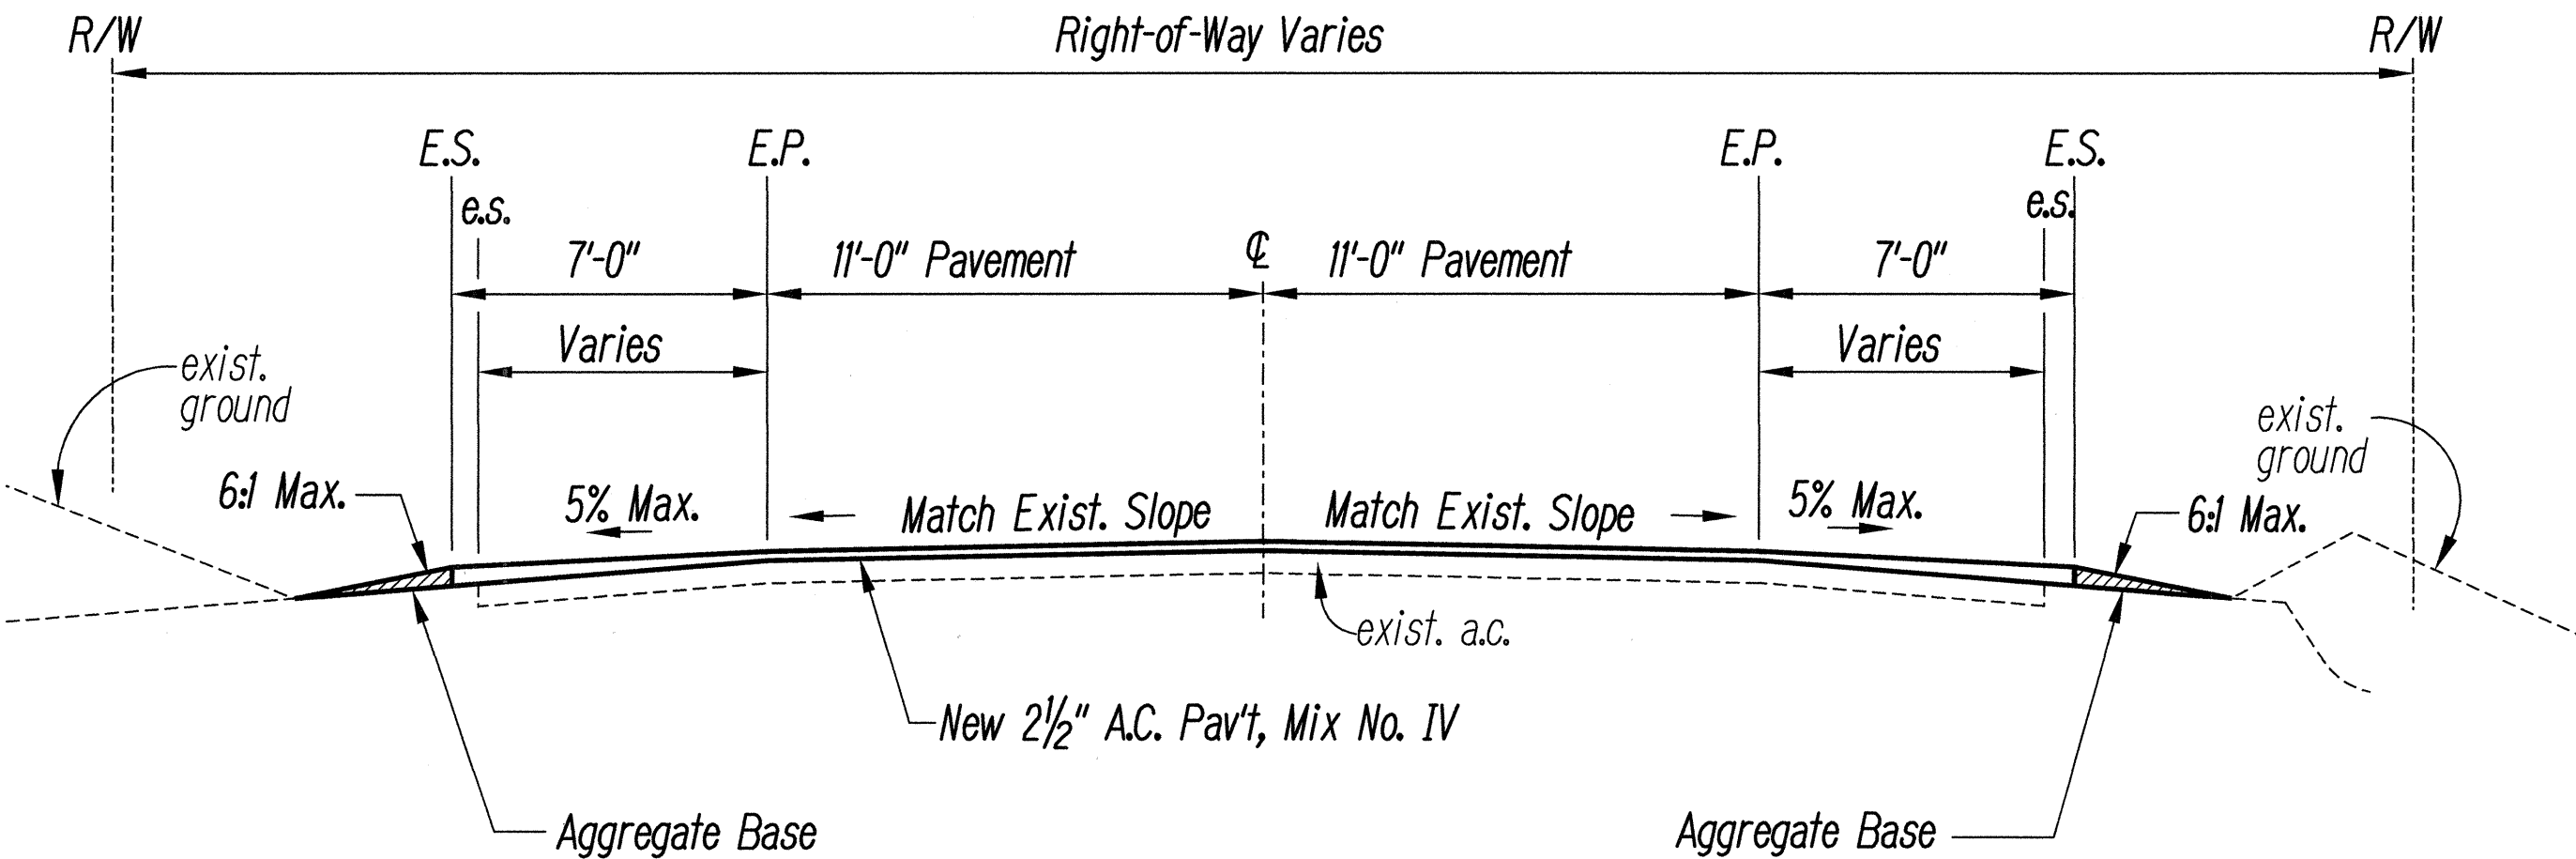 R/W
Right-of-Way Varies
R/W
E.S.
E.P.
E.P.
E.S.
e.s.
e.s.
7'-0"
11'-0" Pavement
℄
11'-0" Pavement
7'-0"
Varies
Varies
exist.
ground
exist.
ground
6:1 Max.
5% Max.
Match Exist. Slope
Match Exist. Slope
5% Max.
6:1 Max.
exist. a.c.
New 2½" A.C. Pav't, Mix No. IV
Aggregate Base
Aggregate Base